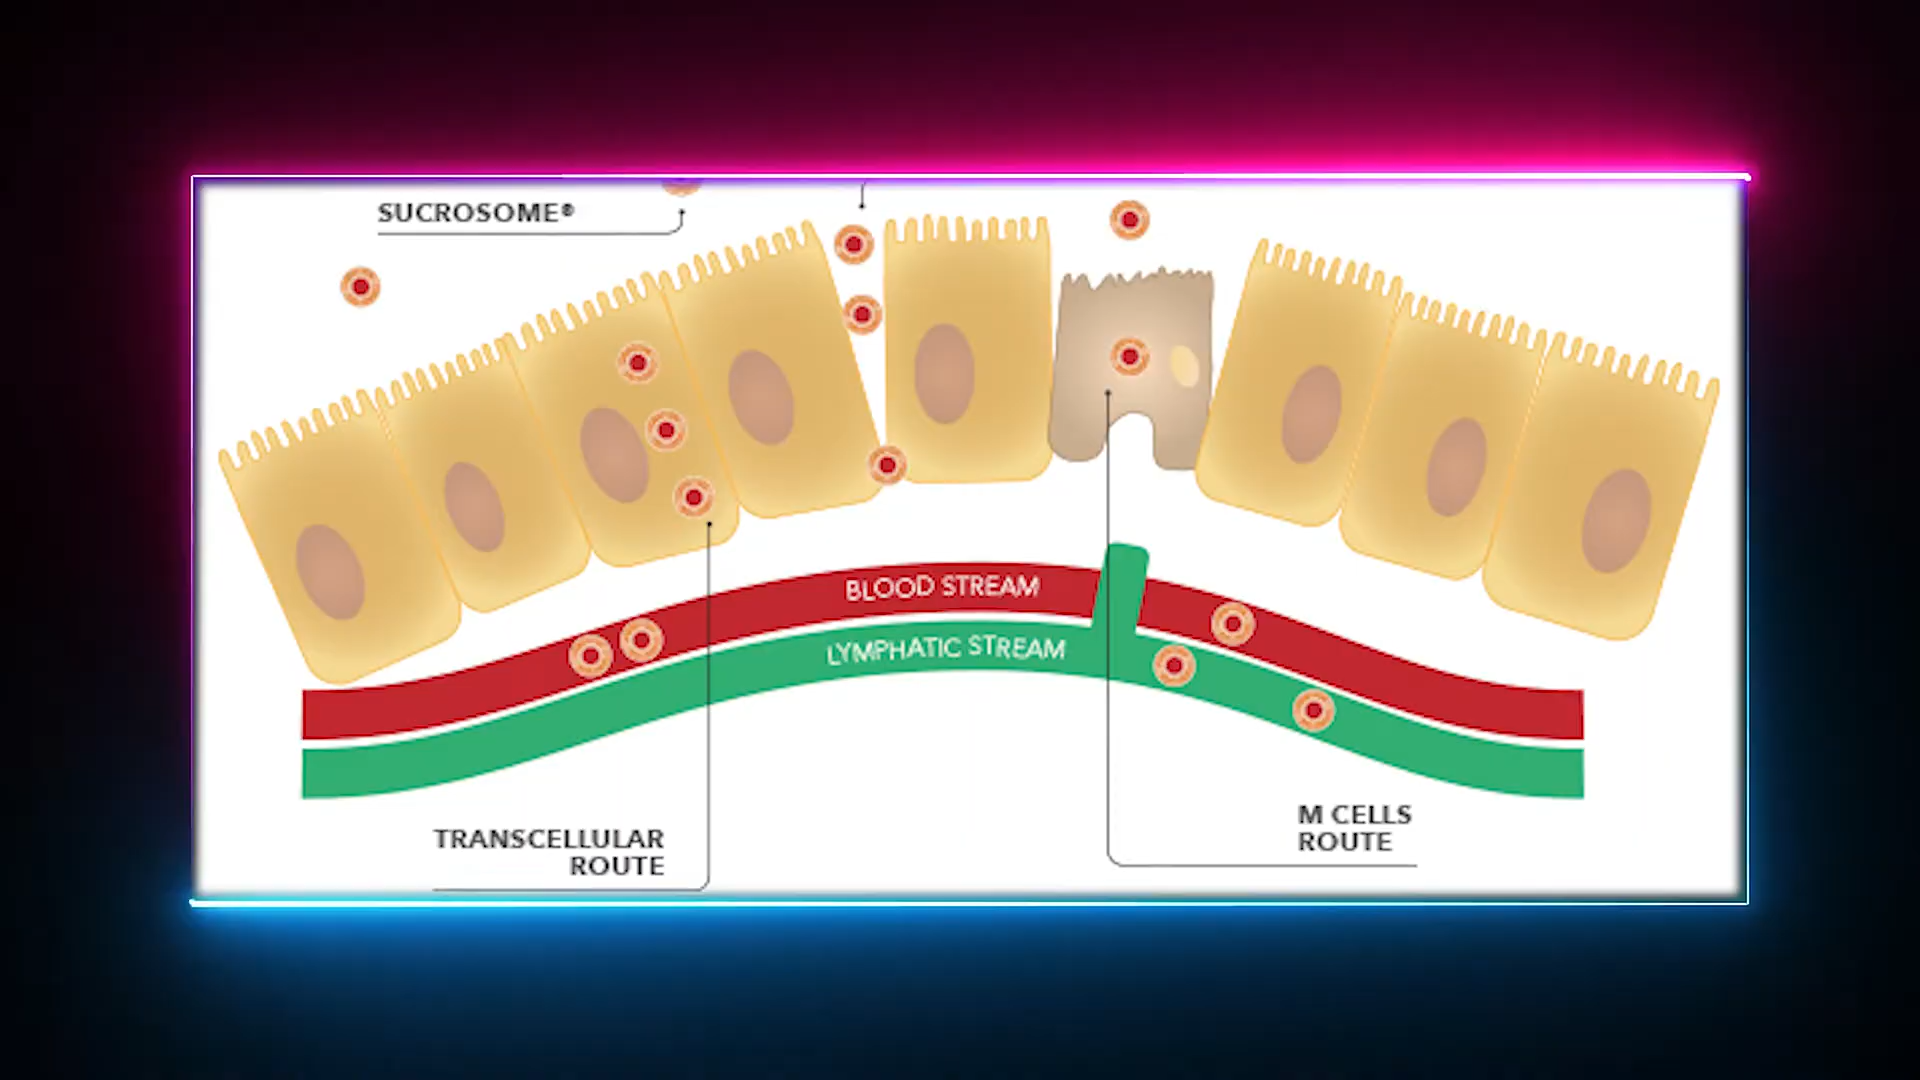 SUCROSOME®
BLOOD STREAM
LYMPHATIC STREAM
TRANSCELLULAR
ROUTE
M CELLS
ROUTE